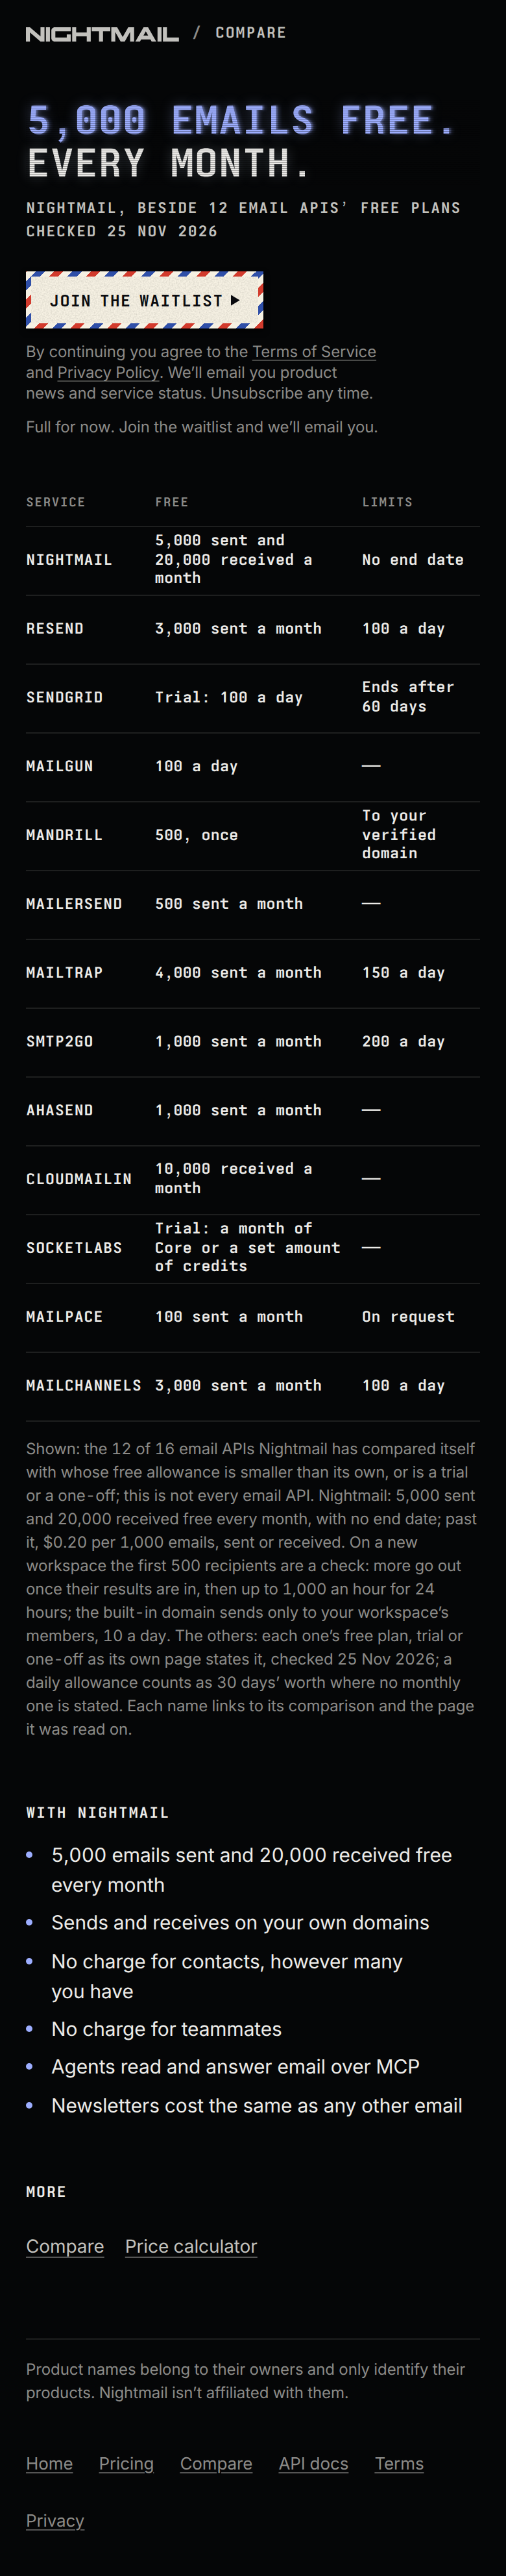 NIGHTMAIL / COMPARE
5,000 EMAILS FREE.
EVERY MONTH.
NIGHTMAIL, BESIDE 12 EMAIL APIS’ FREE PLANS
CHECKED 25 NOV 2026
JOIN THE WAITLIST ▶
By continuing you agree to the Terms of Service
and Privacy Policy. We’ll email you product
news and service status. Unsubscribe any time.
Full for now. Join the waitlist and we’ll email you.
SERVICE FREE LIMITS
NIGHTMAIL 5,000 sent and 20,000 received a month No end date
RESEND 3,000 sent a month 100 a day
SENDGRID Trial: 100 a day Ends after 60 days
MAILGUN 100 a day —
MANDRILL 500, once To your verified domain
MAILERSEND 500 sent a month —
MAILTRAP 4,000 sent a month 150 a day
SMTP2GO 1,000 sent a month 200 a day
AHASEND 1,000 sent a month —
CLOUDMAILIN 10,000 received a month —
SOCKETLABS Trial: a month of Core or a set amount of credits —
MAILPACE 100 sent a month On request
MAILCHANNELS 3,000 sent a month 100 a day
Shown: the 12 of 16 email APIs Nightmail has compared itself
with whose free allowance is smaller than its own, or is a trial
or a one-off; this is not every email API. Nightmail: 5,000 sent
and 20,000 received free every month, with no end date; past
it, $0.20 per 1,000 emails, sent or received. On a new
workspace the first 500 recipients are a check: more go out
once their results are in, then up to 1,000 an hour for 24
hours; the built-in domain sends only to your workspace’s
members, 10 a day. The others: each one’s free plan, trial or
one-off as its own page states it, checked 25 Nov 2026; a
daily allowance counts as 30 days’ worth where no monthly
one is stated. Each name links to its comparison and the page
it was read on.
WITH NIGHTMAIL
• 5,000 emails sent and 20,000 received free
every month
• Sends and receives on your own domains
• No charge for contacts, however many
you have
• No charge for teammates
• Agents read and answer email over MCP
• Newsletters cost the same as any other email
MORE
Compare Price calculator
Product names belong to their owners and only identify their
products. Nightmail isn’t affiliated with them.
Home Pricing Compare API docs Terms
Privacy